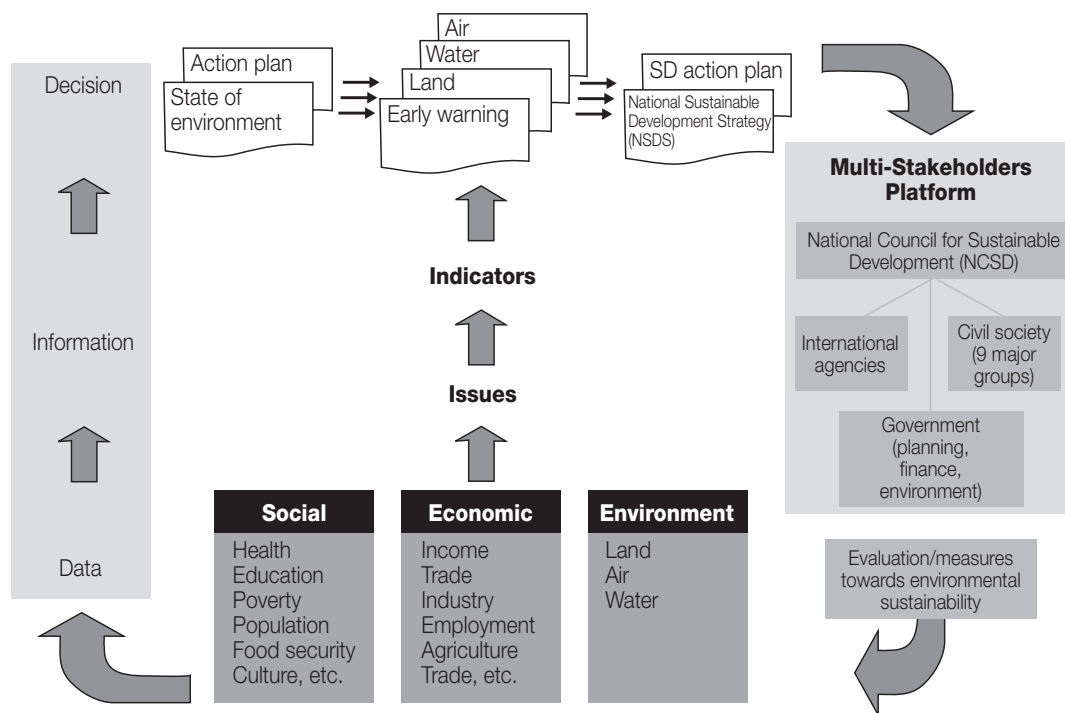 Decision
Information
Data
Action plan
State of
environment
Air
Water
Land
Early warning
SD action plan
National Sustainable
Development Strategy
(NSDS)
Indicators
Issues
Social
Health
Education
Poverty
Population
Food security
Culture, etc.
Economic
Income
Trade
Industry
Employment
Agriculture
Trade, etc.
Environment
Land
Air
Water
Multi-Stakeholders
Platform
National Council for Sustainable
Development (NCSD)
International
agencies
Civil society
(9 major
groups)
Government
(planning,
finance,
environment)
Evaluation/measures
towards environmental
sustainability